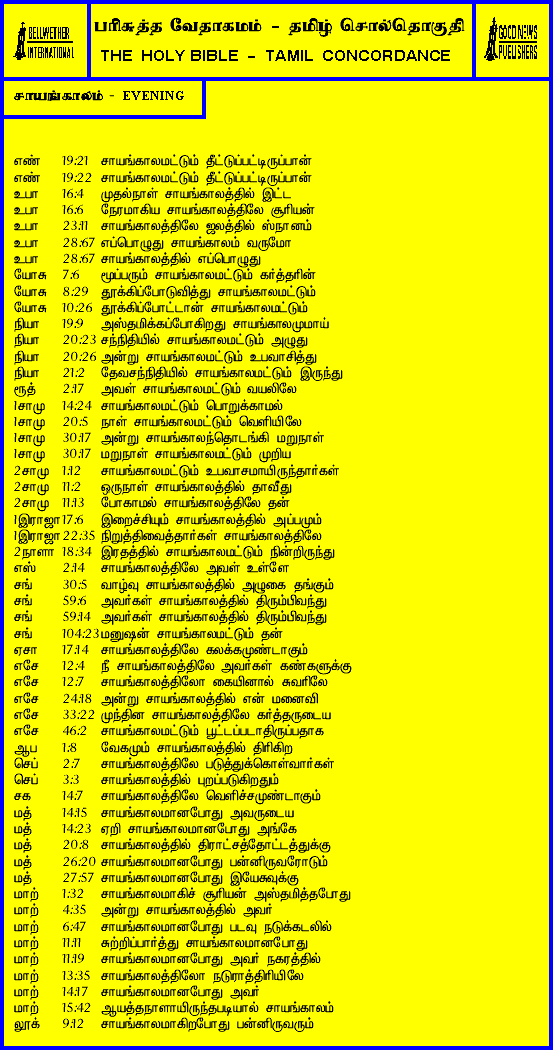 BELLWETHER
INTERNATIONAL
பரிசுத்த வேதாகமம் - தமிழ் சொல்தொகுதி
THE HOLY BIBLE - TAMIL CONCORDANCE
GOOD NEWS
PUBLISHERS
சாயங்காலம் - EVENING
எண் 19:21 சாயங்காலமட்டும் தீட்டுப்பட்டிருப்பான்
எண் 19:22 சாயங்காலமட்டும் தீட்டுப்பட்டிருப்பான்
உபா 16:4 முதல்நாள் சாயங்காலத்தில் இட்ட
உபா 16:6 நேரமாகிய சாயங்காலத்திலே சூரியன்
உபா 23:11 சாயங்காலத்திலே ஜலத்தில் ஸ்நானம்
உபா 28:67 எப்பொழுது சாயங்காலம் வருமோ
உபா 28:67 சாயங்காலத்தில் எப்பொழுது
யோசு 7:6 மூப்பரும் சாயங்காலமட்டும் கர்த்தரின்
யோசு 8:29 தூக்கிப்போடுவித்து சாயங்காலமட்டும்
யோசு 10:26 தூக்கிப்போட்டான் சாயங்காலமட்டும்
நியா 19:9 அஸ்தமிக்கப்போகிறது சாயங்காலமுமாய்
நியா 20:23 சந்நிதியில் சாயங்காலமட்டும் அழுது
நியா 20:26 அன்று சாயங்காலமட்டும் உபவாசித்து
நியா 21:2 தேவசந்நிதியில் சாயங்காலமட்டும் இருந்து
ரூத் 2:17 அவள் சாயங்காலமட்டும் வயலிலே
1சாமு 14:24 சாயங்காலமட்டும் பொறுக்காமல்
1சாமு 20:5 நாள் சாயங்காலமட்டும் வெளியிலே
1சாமு 30:17 அன்று சாயங்காலந்தொடங்கி மறுநாள்
1சாமு 30:17 மறுநாள் சாயங்காலமட்டும் முறிய
2சாமு 1:12 சாயங்காலமட்டும் உபவாசமாயிருந்தார்கள்
2சாமு 11:2 ஒருநாள் சாயங்காலத்தில் தாவீது
2சாமு 11:13 போகாமல் சாயங்காலத்திலே தன்
1இராஜா 17:6 இறைச்சியும் சாயங்காலத்தில் அப்பமும்
1இராஜா 22:35 நிறுத்திவைத்தார்கள் சாயங்காலத்திலே
2நாளா 18:34 இரதத்தில் சாயங்காலமட்டும் நின்றிருந்து
எஸ் 2:14 சாயங்காலத்திலே அவள் உள்ளே
சங் 30:5 வாழ்வு சாயங்காலத்தில் அழுகை தங்கும்
சங் 59:6 அவர்கள் சாயங்காலத்தில் திரும்பிவந்து
சங் 59:14 அவர்கள் சாயங்காலத்தில் திரும்பிவந்து
சங் 104:23 மனுஷன் சாயங்காலமட்டும் தன்
ஏசா 17:14 சாயங்காலத்திலே கலக்கமுண்டாகும்
எசே 12:4 நீ சாயங்காலத்திலே அவர்கள் கண்களுக்கு
எசே 12:7 சாயங்காலத்திலோ கையினால் சுவரிலே
எசே 24:18 அன்று சாயங்காலத்தில் என் மனைவி
எசே 33:22 முந்தின சாயங்காலத்திலே கர்த்தருடைய
எசே 46:2 சாயங்காலமட்டும் பூட்டப்படாதிருப்பதாக
ஆப 1:8 வேகமும் சாயங்காலத்தில் திரிகிற
செப் 2:7 சாயங்காலத்திலே படுத்துக்கொள்வார்கள்
செப் 3:3 சாயங்காலத்தில் புறப்படுகிறதும்
சக 14:7 சாயங்காலத்திலே வெளிச்சமுண்டாகும்
மத் 14:15 சாயங்காலமானபோது அவருடைய
மத் 14:23 ஏறி சாயங்காலமானபோது அங்கே
மத் 20:8 சாயங்காலத்தில் திராட்சத்தோட்டத்துக்கு
மத் 26:20 சாயங்காலமானபோது பன்னிருவரோடும்
மத் 27:57 சாயங்காலமானபோது இயேசுவுக்கு
மாற் 1:32 சாயங்காலமாகிச் சூரியன் அஸ்தமித்தபோது
மாற் 4:35 அன்று சாயங்காலத்தில் அவர்
மாற் 6:47 சாயங்காலமானபோது படவு நடுக்கடலில்
மாற் 11:11 சுற்றிப்பார்த்து சாயங்காலமானபோது
மாற் 11:19 சாயங்காலமானபோது அவர் நகரத்தில்
மாற் 13:35 சாயங்காலத்திலோ நடுராத்திரியிலே
மாற் 14:17 சாயங்காலமானபோது அவர்
மாற் 15:42 ஆயத்தநாளாயிருந்தபடியால் சாயங்காலம்
லூக் 9:12 சாயங்காலமாகிறபோது பன்னிருவரும்